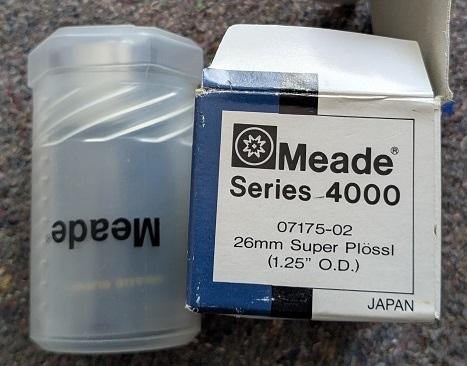 Meade®
Meade®
Series 4000
07175-02
26mm Super Plössl
(1.25" O.D.)
JAPAN